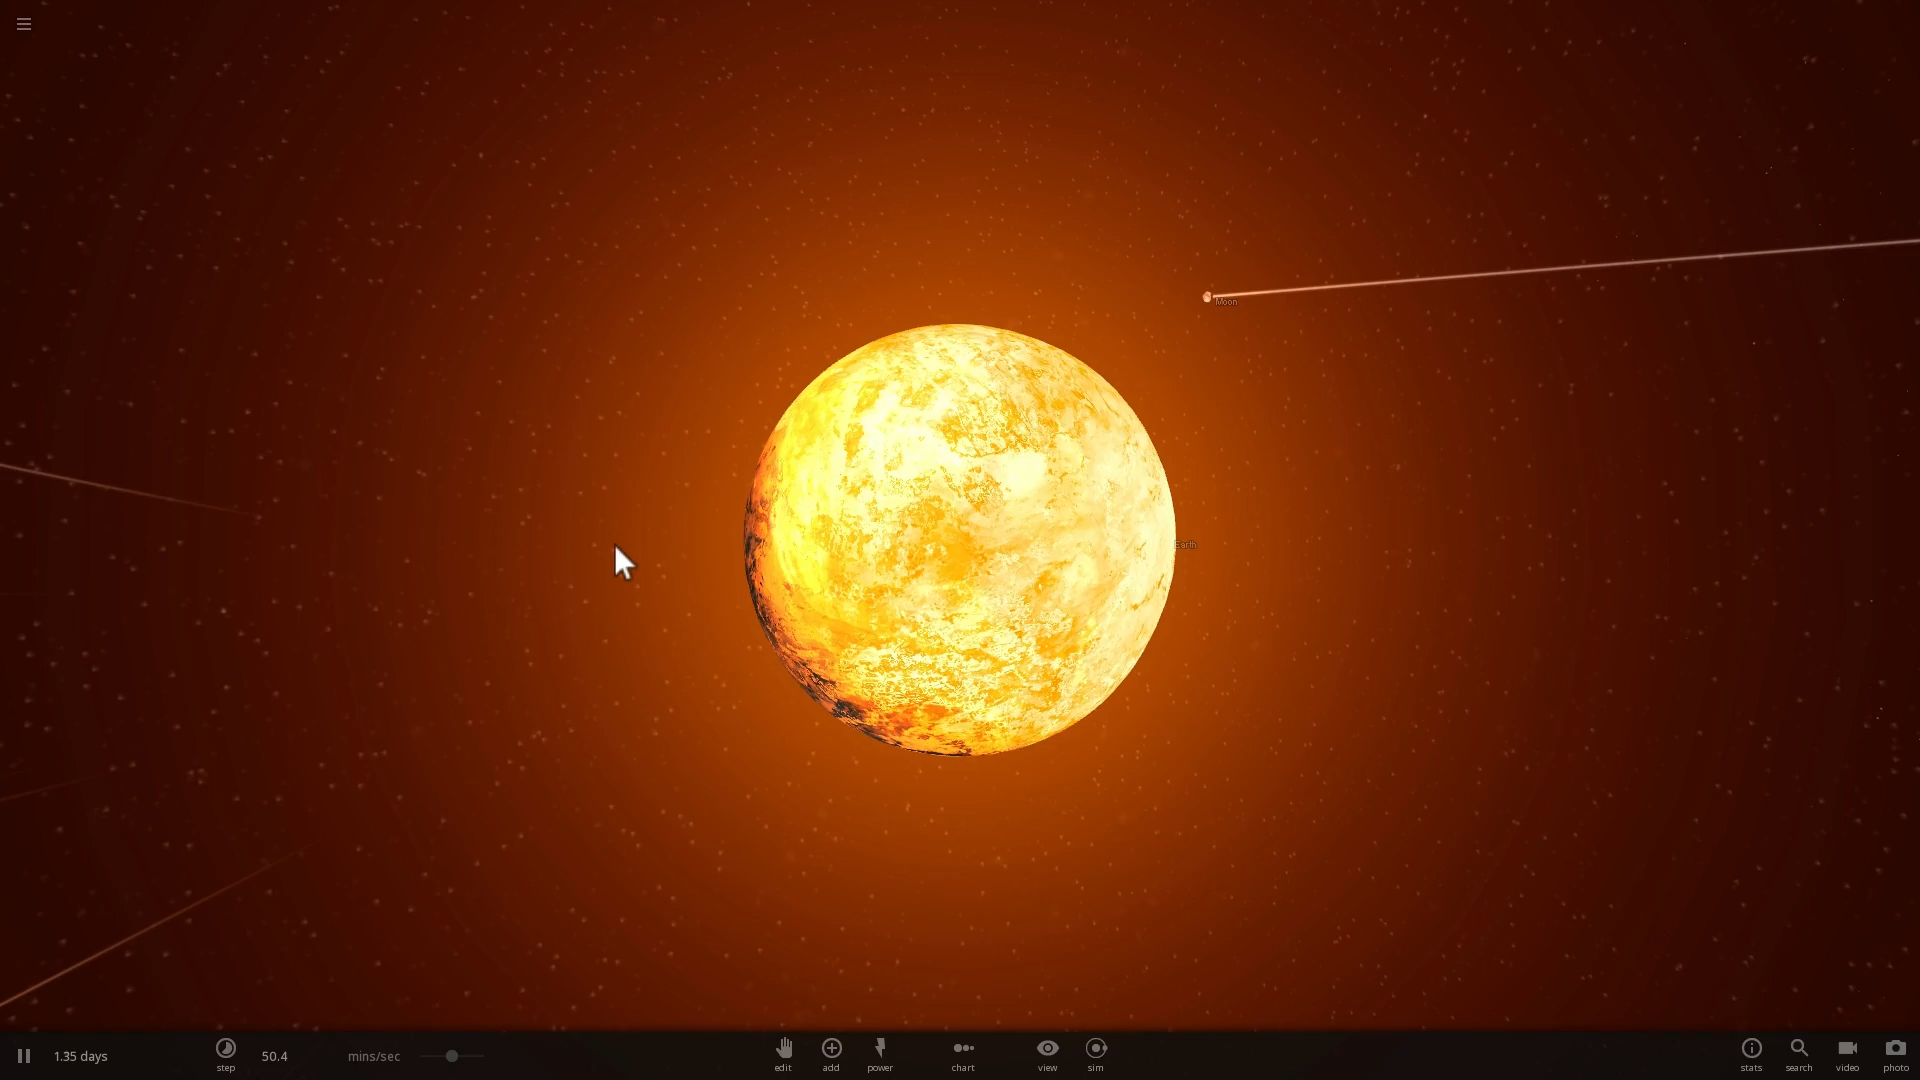 Moon
Earth
1.35 days
step
50.4
mins/sec
edit
add
power
chart
view
sim
stats
search
video
photo